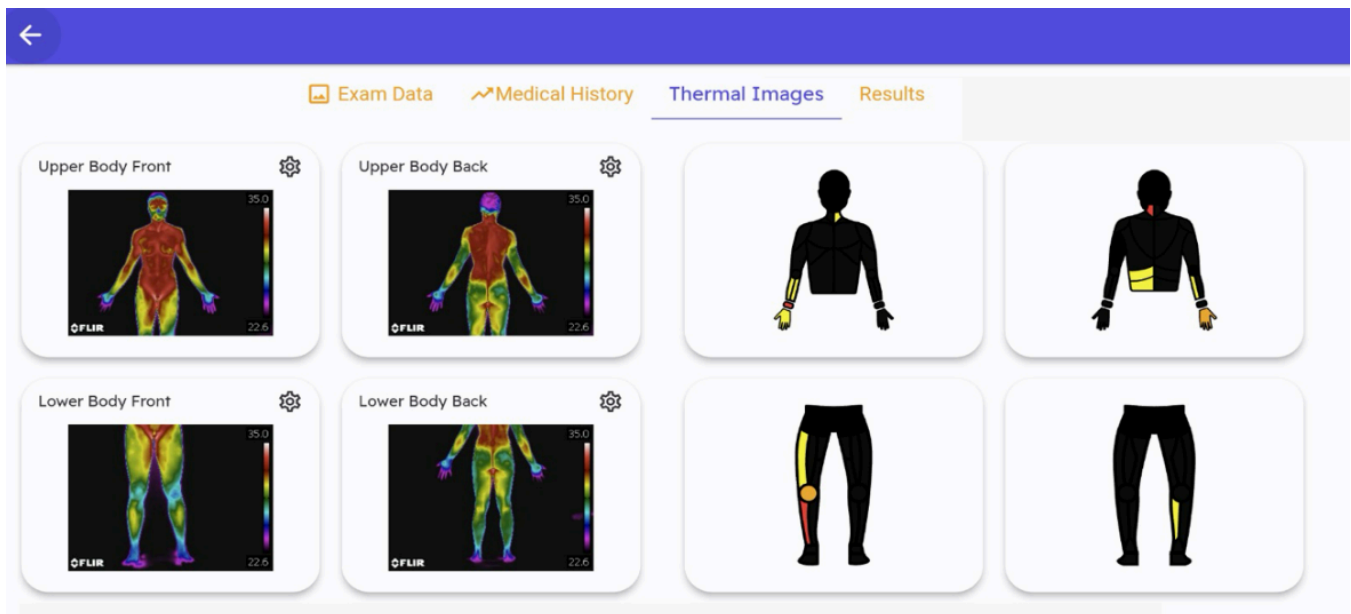 Exam Data
Medical History
Thermal Images
Results
Upper Body Front
35.0
FLIR
22.6
Upper Body Back
35.0
FLIR
22.6
Lower Body Front
35.0
FLIR
22.6
Lower Body Back
35.0
FLIR
22.6